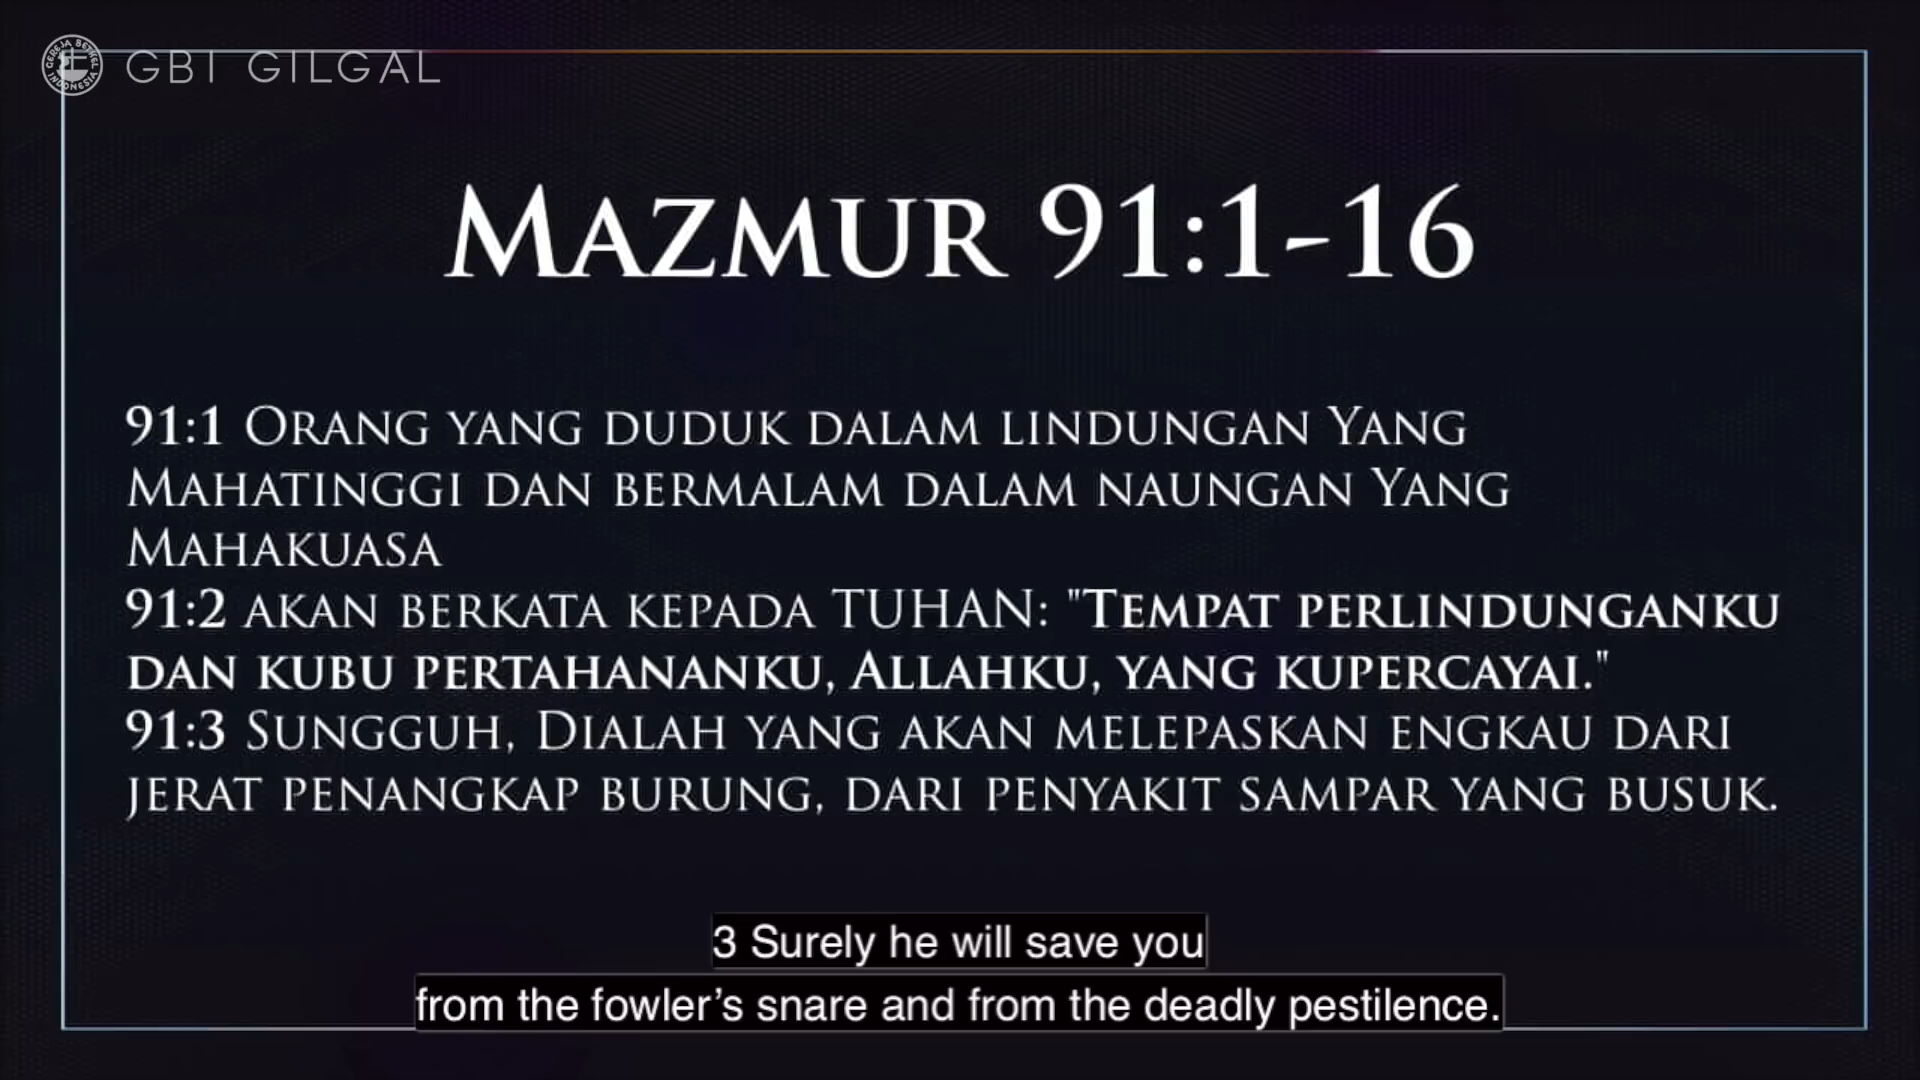 GEREJA BETHEL INDONESIA
GBI GILGAL
MAZMUR 91:1-16
91:1 ORANG YANG DUDUK DALAM LINDUNGAN YANG
MAHATINGGI DAN BERMALAM DALAM NAUNGAN YANG
MAHAKUASA
91:2 AKAN BERKATA KEPADA TUHAN: "TEMPAT PERLINDUNGANKU
DAN KUBU PERTAHANANKU, ALLAHKU, YANG KUPERCAYAI."
91:3 SUNGGUH, DIALAH YANG AKAN MELEPASKAN ENGKAU DARI
JERAT PENANGKAP BURUNG, DARI PENYAKIT SAMPAR YANG BUSUK.
3 Surely he will save you
from the fowler’s snare and from the deadly pestilence.